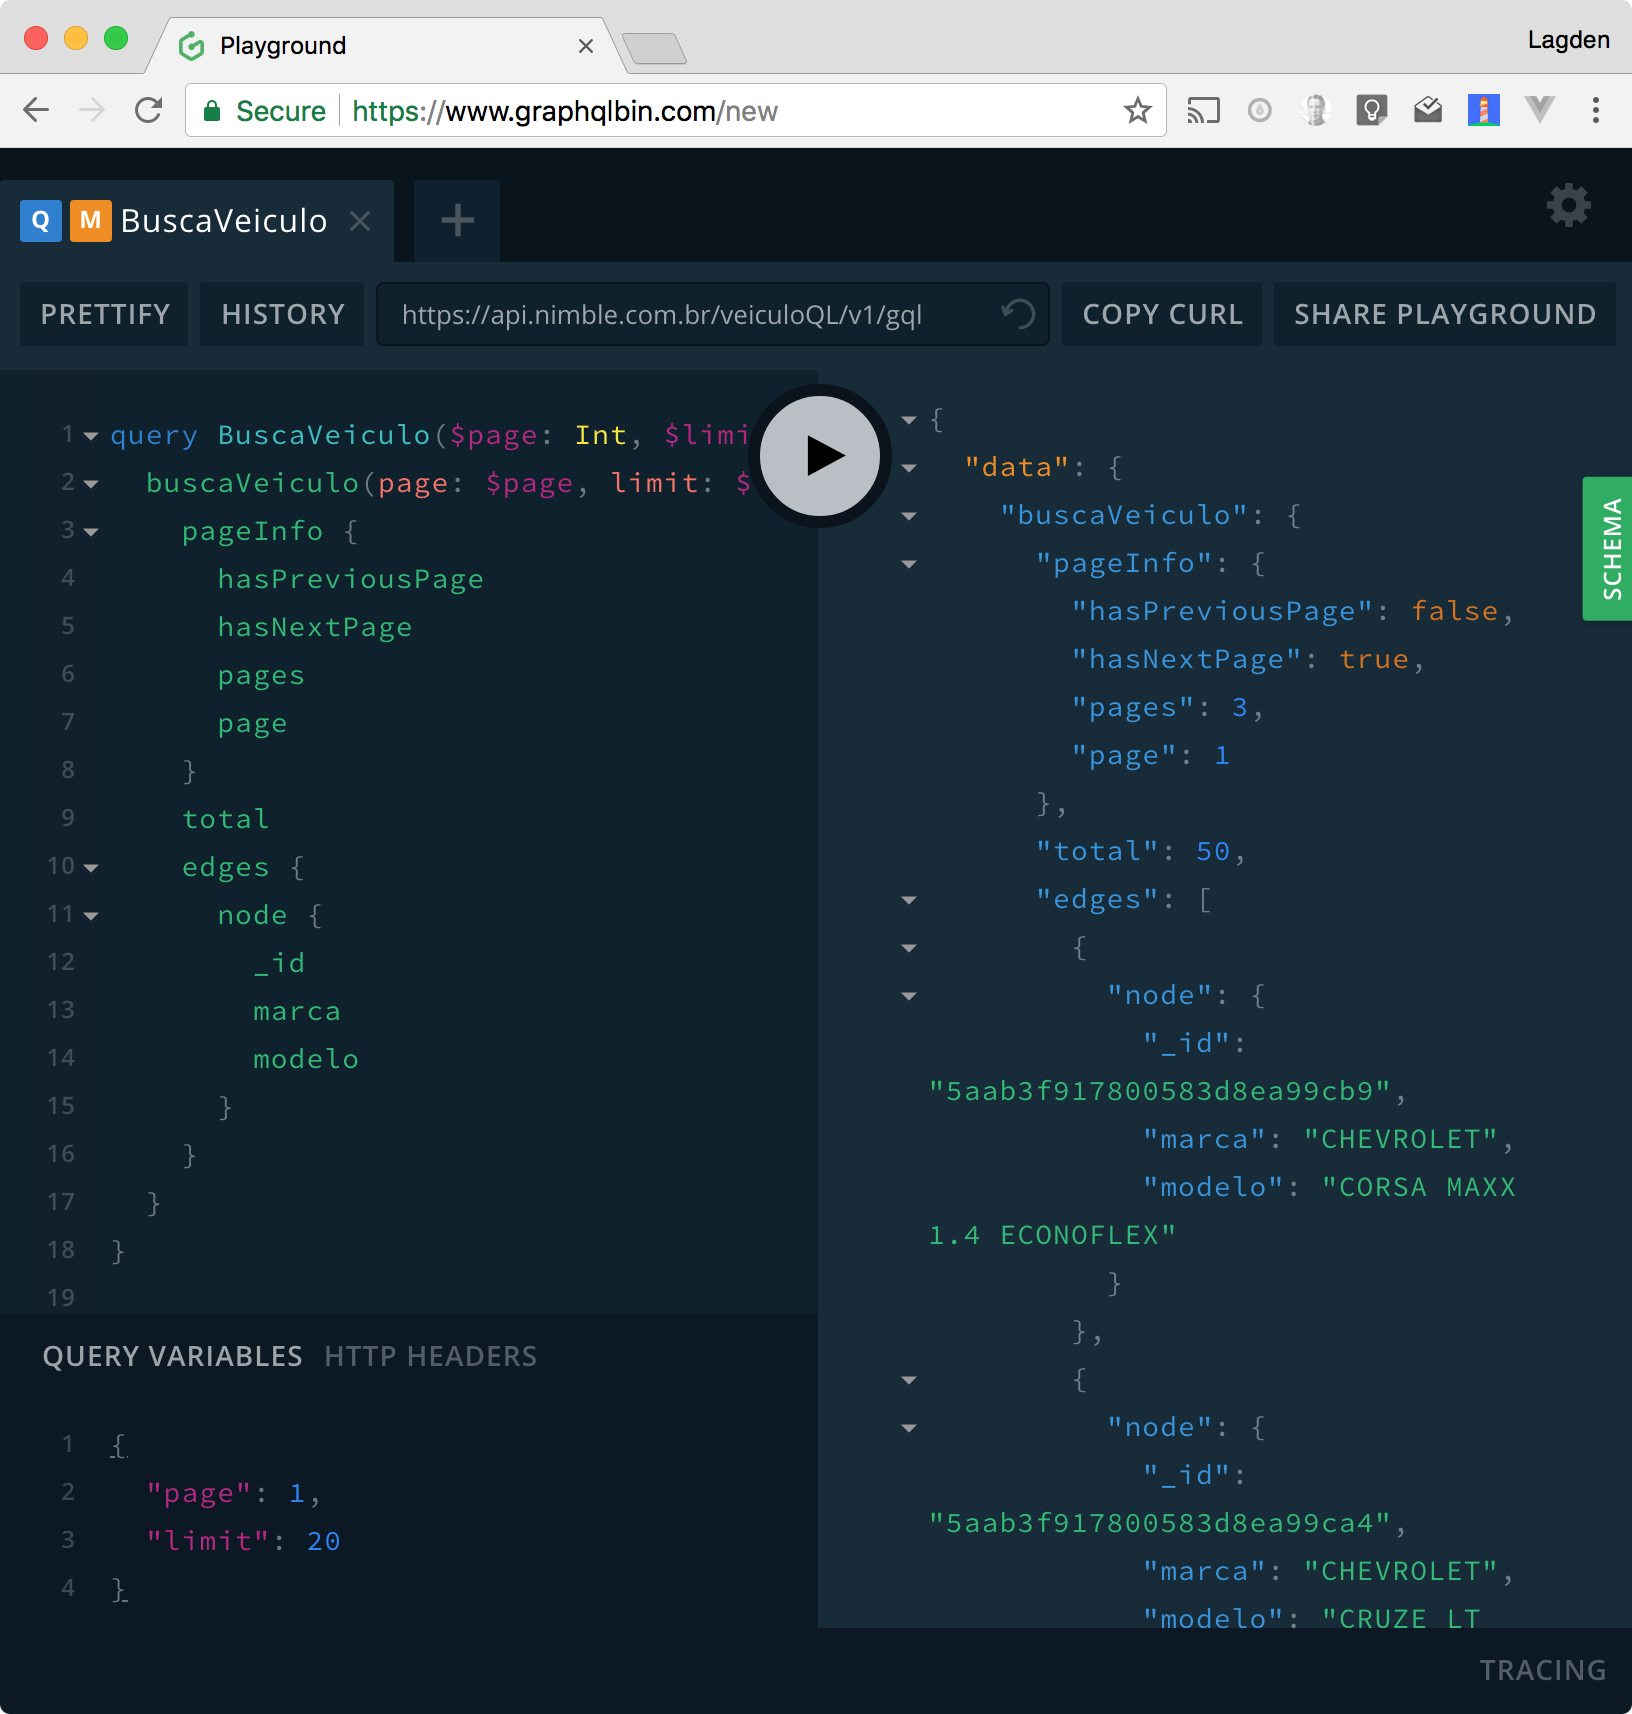 Playground
Lagden
Secure https://www.graphqlbin.com/new
Q M BuscaVeiculo
PRETTIFY HISTORY https://api.nimble.com.br/veiculoQL/v1/gql COPY CURL SHARE PLAYGROUND
1 query BuscaVeiculo($page: Int, $limi
2 buscaVeiculo(page: $page, limit: $
3 pageInfo {
4 hasPreviousPage
5 hasNextPage
6 pages
7 page
8 }
9 total
10 edges {
11 node {
12 _id
13 marca
14 modelo
15 }
16 }
17 }
18 }
19
QUERY VARIABLES HTTP HEADERS
1 {
2 "page": 1,
3 "limit": 20
4 }
{
"data": {
"buscaVeiculo": {
"pageInfo": {
"hasPreviousPage": false,
"hasNextPage": true,
"pages": 3,
"page": 1
},
"total": 50,
"edges": [
{
"node": {
"_id":
"5aab3f917800583d8ea99cb9",
"marca": "CHEVROLET",
"modelo": "CORSA MAXX
1.4 ECONOFLEX"
}
},
{
"node": {
"_id":
"5aab3f917800583d8ea99ca4",
"marca": "CHEVROLET",
"modelo": "CRUZE LT
SCHEMA
TRACING